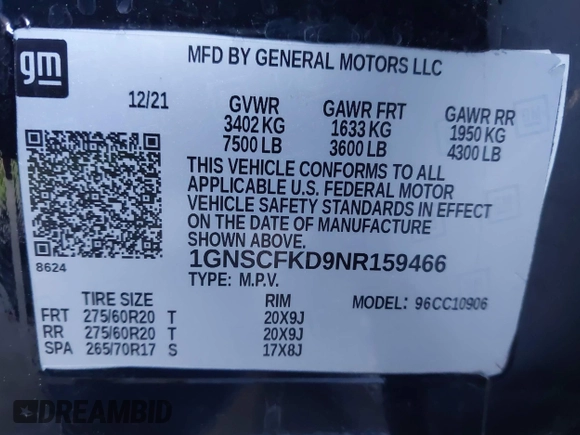 gm
MFD BY GENERAL MOTORS LLC
12/21 GVWR GAWR FRT GAWR RR
3402 KG 1633 KG 1950 KG
7500 LB 3600 LB 4300 LB
THIS VEHICLE CONFORMS TO ALL
APPLICABLE U.S. FEDERAL MOTOR
VEHICLE SAFETY STANDARDS IN EFFECT
ON THE DATE OF MANUFACTURE
SHOWN ABOVE
8624
1GNSCFKD9NR159466
TYPE: M.P.V.
TIRE SIZE RIM MODEL: 96CC10906
FRT 275/60R20 T 20X9J
RR 275/60R20 T 20X9J
SPA 265/70R17 S 17X8J
DREAMBID